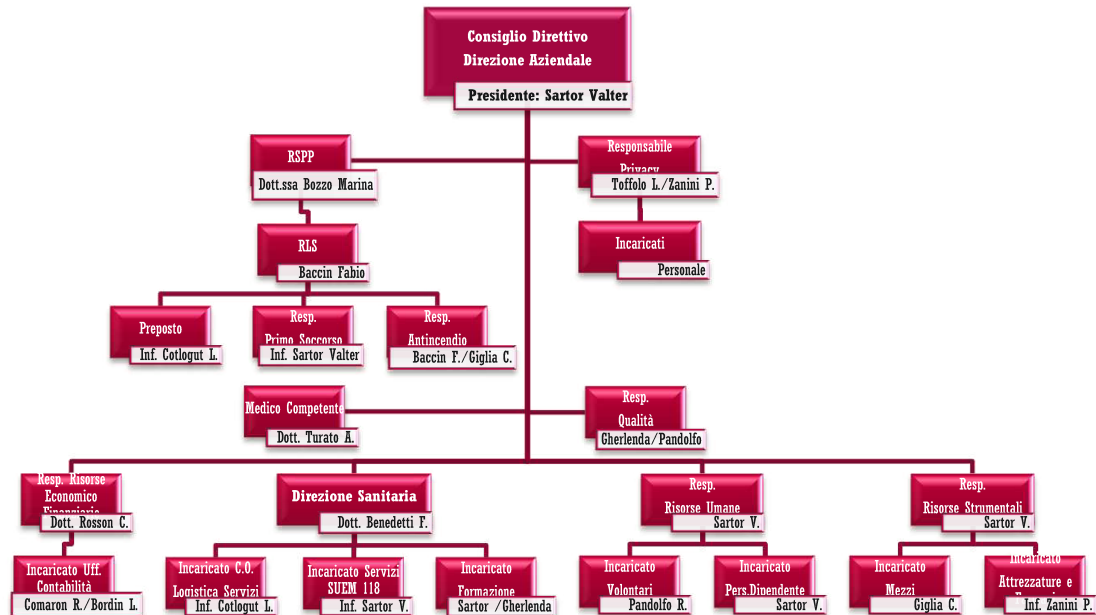 Consiglio Direttivo
Direzione Aziendale
Presidente: Sartor Valter
RSPP
Dott.ssa Bozzo Marina
Responsabile
Privacy
Toffolo L./Zanini P.
RLS
Baccin Fabio
Incaricati
Personale
Preposto
Inf. Cotlogut L.
Resp.
Primo Soccorso
Inf. Sartor Valter
Resp.
Antincendio
Baccin F./Giglia C.
Medico Competente
Dott. Turato A.
Resp.
Qualità
Gherlenda/Pandolfo
Resp. Risorse
Economico
Finanziarie
Dott. Rosson C.
Direzione Sanitaria
Dott. Benedetti F.
Resp.
Risorse Umane
Sartor V.
Resp.
Risorse Strumentali
Sartor V.
Incaricato Uff.
Contabilità
Comaron R./Bordin L.
Incaricato C.O.
Logistica Servizi
Inf. Cotlogut L.
Incaricato Servizi
SUEM 118
Inf. Sartor V.
Incaricato
Formazione
Sartor /Gherlenda
Incaricato
Volontari
Pandolfo R.
Incaricato
Pers.Dipendente
Sartor V.
Incaricato
Mezzi
Giglia C.
Incaricato
Attrezzature e
Inf. Zanini P.